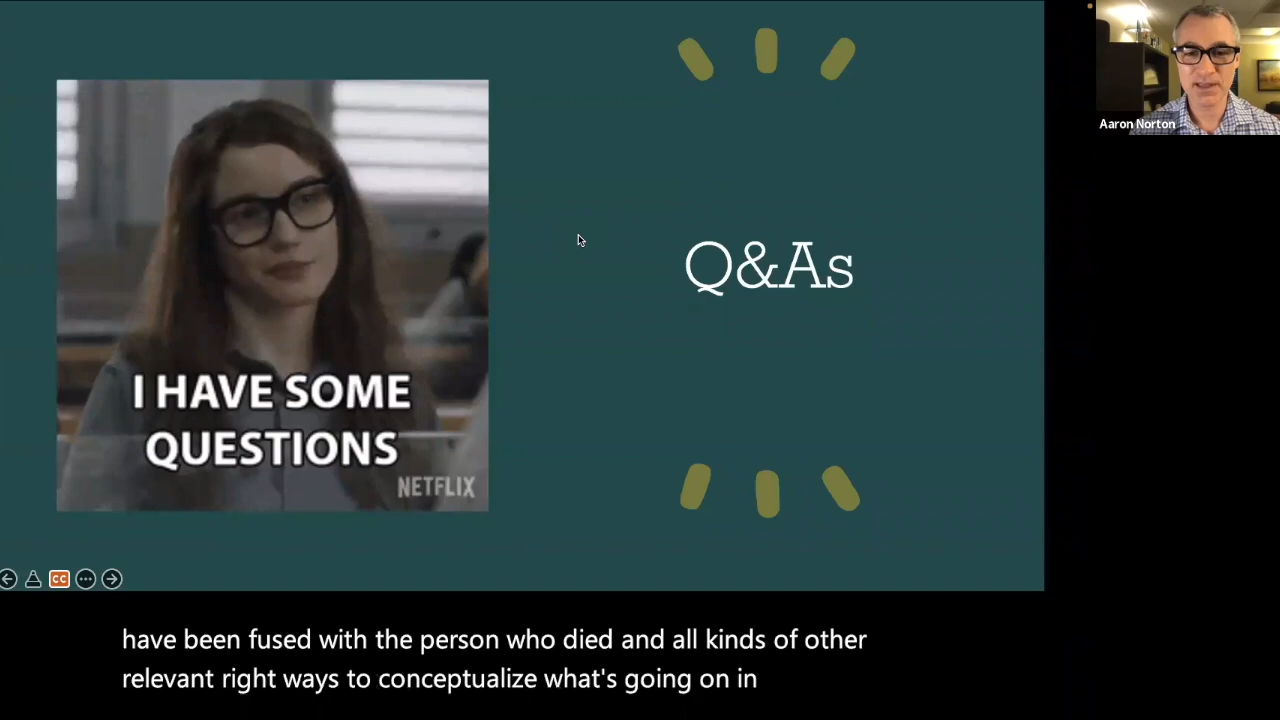 I HAVE SOME
QUESTIONS
NETFLIX
Q&As
Aaron Norton
CC
have been fused with the person who died and all kinds of other
relevant right ways to conceptualize what's going on in